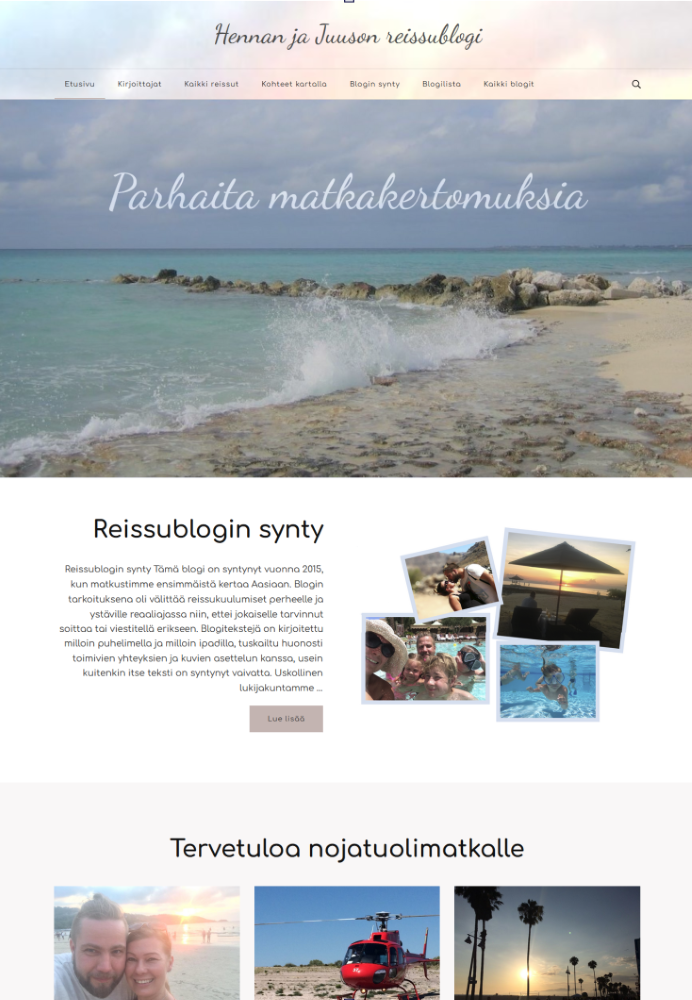 Hennan ja Juuson reissublogi
Etusivu Kirjoittajat Kaikki reissut Kohteet kartalla Blogin synty Blogilista Kaikki blogit
Parhaita matkakertomuksia
Reissublogin synty
Reissublogin synty Tämä blogi on syntynyt vuonna 2015,
kun matkustimme ensimmäistä kertaa Aasiaan. Blogin
tarkoituksena oli välittää reissukuulumiset perheelle ja
ystäville reaaliajassa niin, ettei jokaiselle tarvinnut
soittaa tai viestitellä erikseen. Blogitekstejä on kirjoitettu
milloin puhelimella ja milloin ipadilla, tuskailtu huonosti
toimivien yhteyksien ja kuvien asettelun kanssa, usein
kuitenkin itse teksti on syntynyt vaivatta. Uskollinen
lukijakuntamme ...
Lue lisää
Tervetuloa nojatuolimatkalle